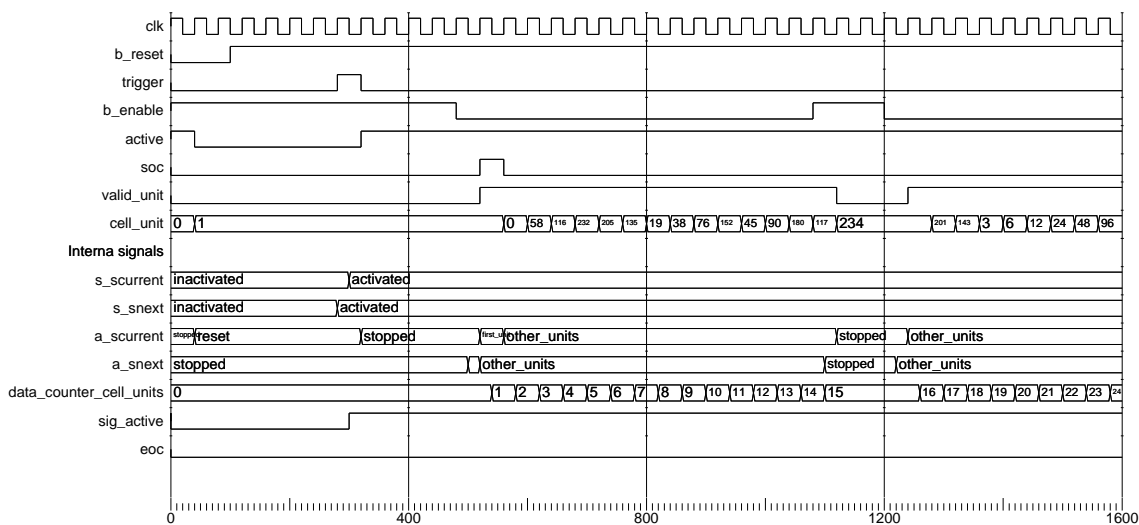 clk
b_reset
trigger
b_enable
active
soc
valid_unit
cell_unit 0 1 0 58 116 232 205 135 19 38 76 152 45 90 180 117 234 201 143 3 6 12 24 48 96
Interna signals
s_scurrent inactivated activated
s_snext inactivated activated
a_scurrent reset stopped other_units stopped other_units
a_snext stopped other_units stopped other_units
data_counter_cell_units 0 1 2 3 4 5 6 7 8 9 10 11 12 13 14 15 16 17 18 19 20 21 22 23 24
sig_active
eoc
0 400 800 1200 1600